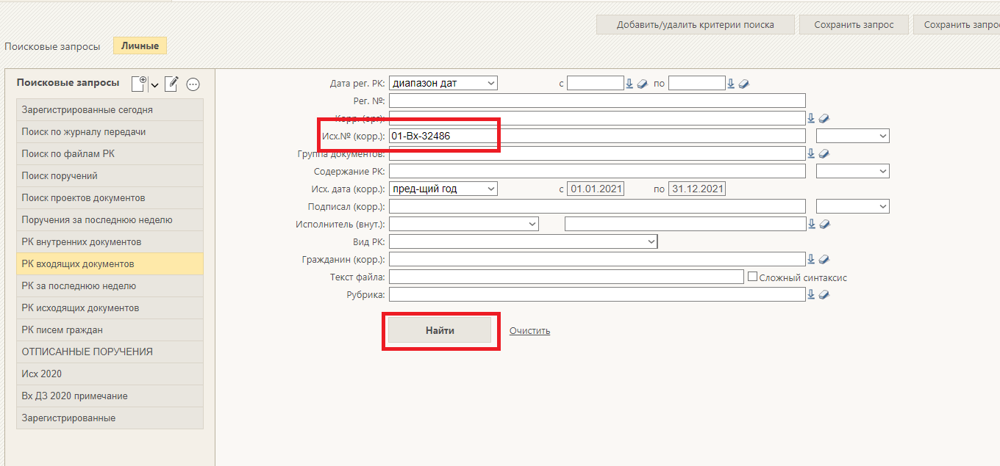 Добавить/удалить критерии поиска Сохранить запрос Сохранить запро
Поисковые запросы Личные
Поисковые запросы
Зарегистрированные сегодня
Поиск по журналу передачи
Поиск по файлам РК
Поиск поручений
Поиск проектов документов
Поручения за последнюю неделю
РК внутренних документов
РК входящих документов
РК за последнюю неделю
РК исходящих документов
РК писем граждан
ОТПИСАННЫЕ ПОРУЧЕНИЯ
Исх 2020
Вх ДЗ 2020 примечание
Зарегистрированные
Дата рег. РК: диапазон дат с по
Рег. №:
Корр. (орг):
Исх.№ (корр.): 01-Вх-32486
Группа документов:
Содержание РК:
Исх. дата (корр.): пред-щий год с 01.01.2021 по 31.12.2021
Подписал (корр.):
Исполнитель (внут.):
Вид РК:
Гражданин (корр.):
Текст файла: Сложный синтаксис
Рубрика:
Найти Очистить